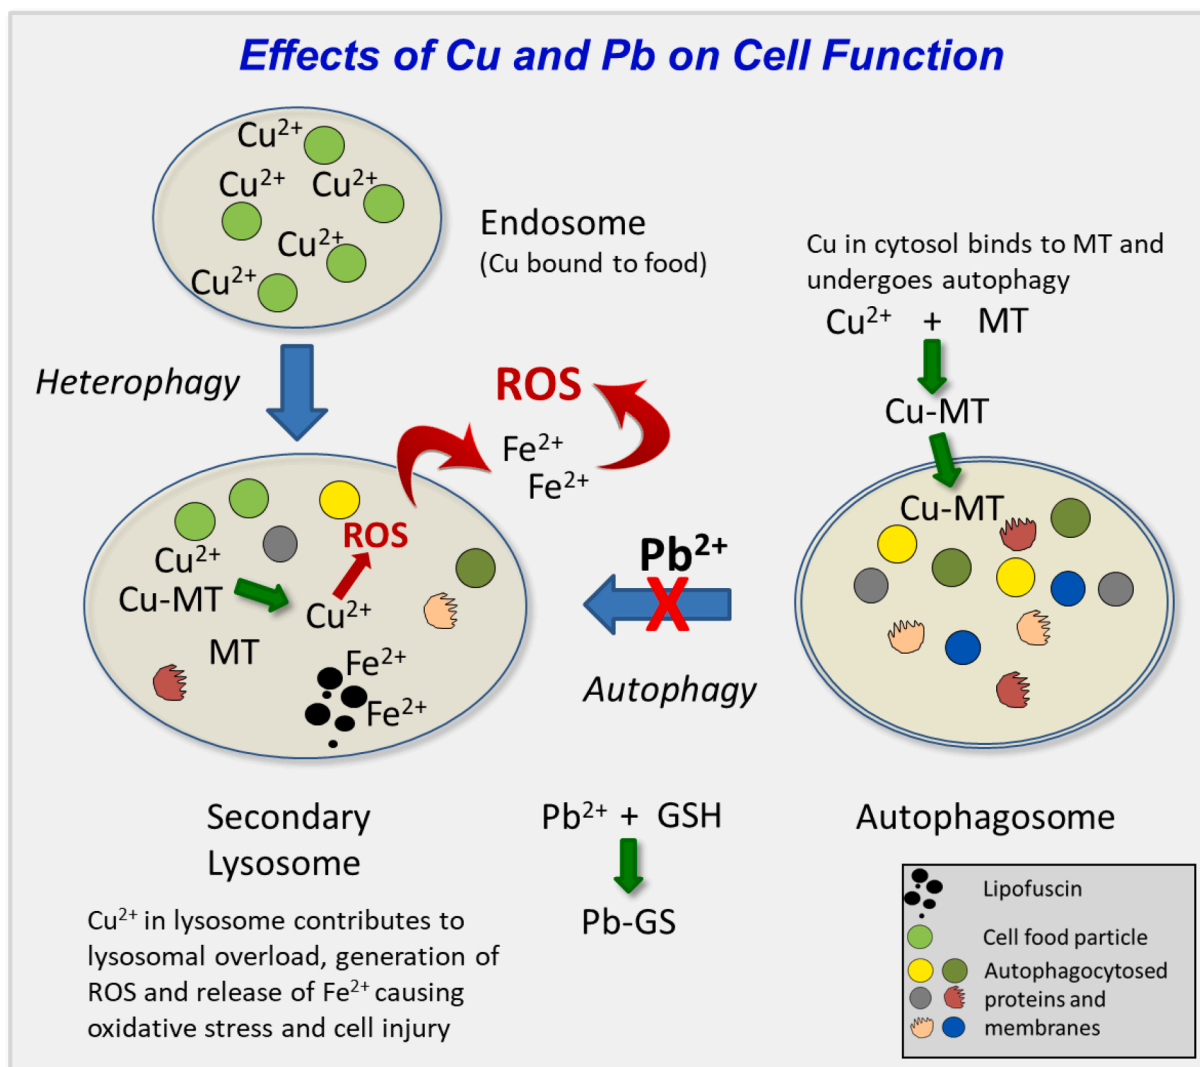 Effects of Cu and Pb on Cell Function
Cu²⁺
Cu²⁺
Cu²⁺
Cu²⁺
Cu²⁺
Endosome
(Cu bound to food)
Cu in cytosol binds to MT and
undergoes autophagy
Cu²⁺ + MT
Heterophagy
ROS
Cu-MT
Fe²⁺
Fe²⁺
Cu-MT
ROS
Cu²⁺
Cu-MT
Cu²⁺
MT
Fe²⁺
Fe²⁺
Pb²⁺
X
Autophagy
Secondary
Lysosome
Pb²⁺ + GSH
Pb-GS
Autophagosome
Cu²⁺ in lysosome contributes to
lysosomal overload, generation of
ROS and release of Fe²⁺ causing
oxidative stress and cell injury
Lipofuscin
Cell food particle
Autophagocytosed
proteins and
membranes